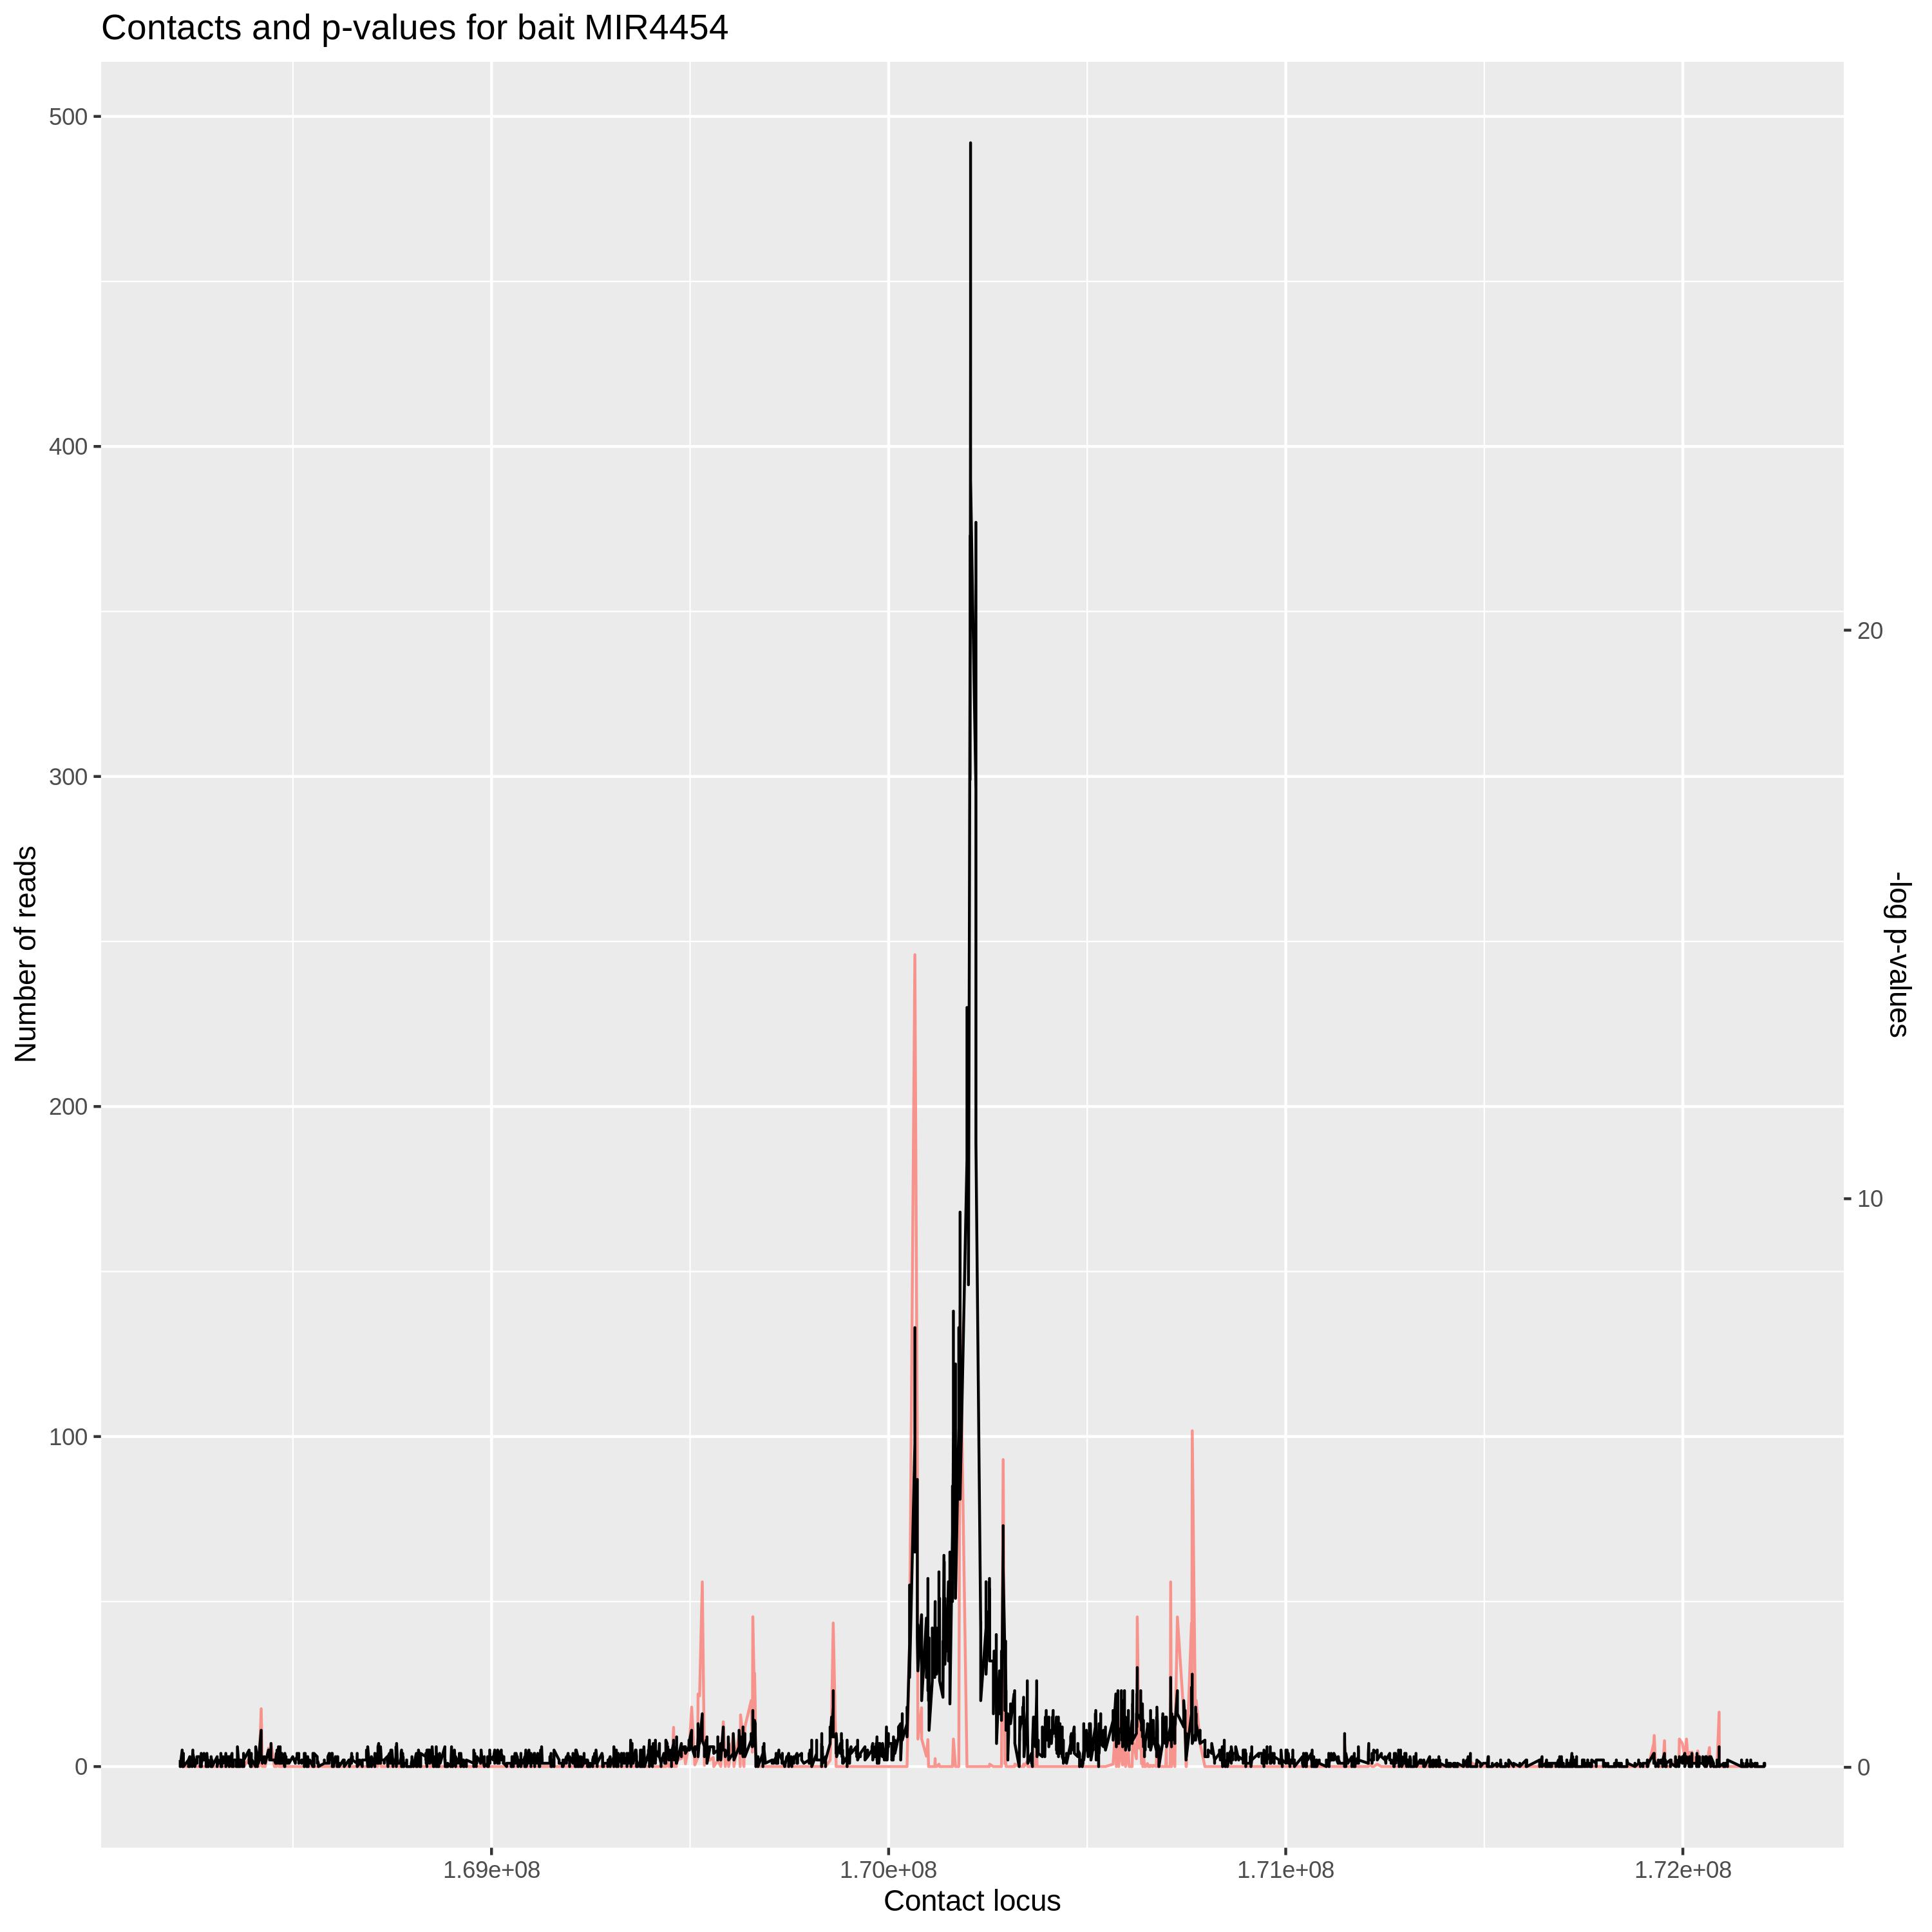 Contacts and p-values for bait MIR4454
500
400
300
200
100
0
Number of reads
20
10
0
-log p-values
1.69e+08
1.70e+08
1.71e+08
1.72e+08
Contact locus